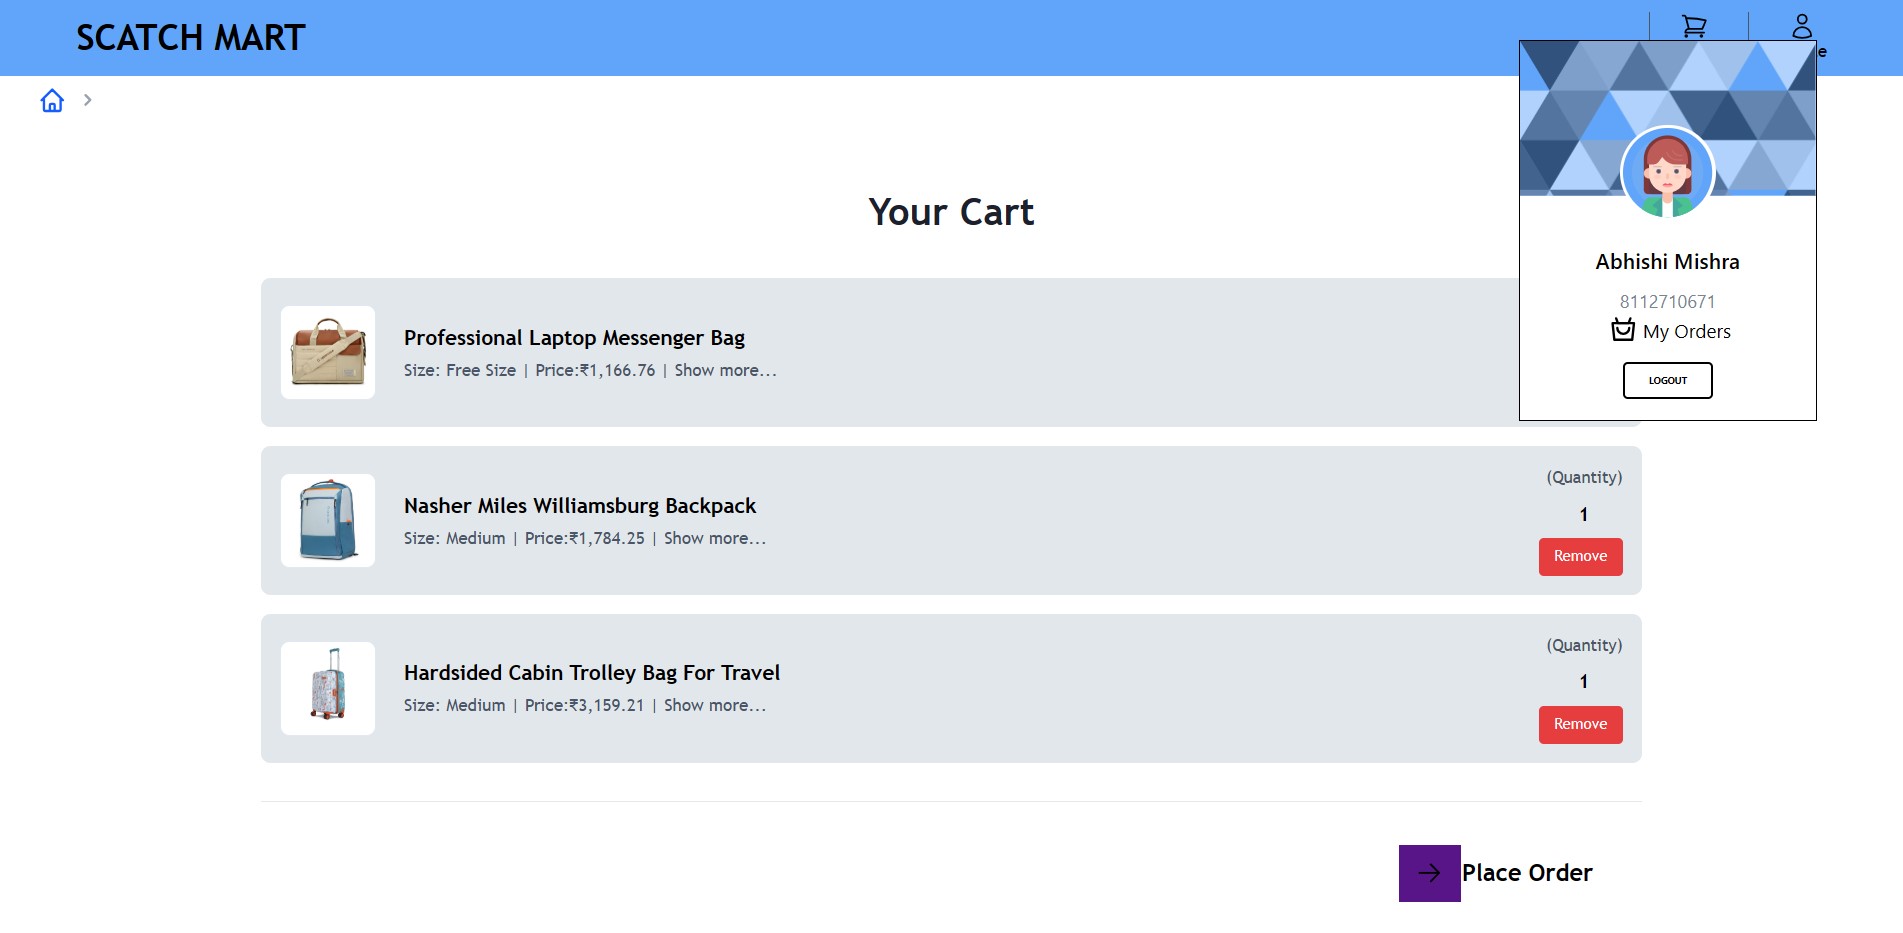 SCATCH MART
Your Cart
Abhishi Mishra
8112710671
My Orders
LOGOUT
Professional Laptop Messenger Bag
Size: Free Size | Price:₹1,166.76 | Show more...
Nasher Miles Williamsburg Backpack
Size: Medium | Price:₹1,784.25 | Show more...
(Quantity)
1
Remove
Hardsided Cabin Trolley Bag For Travel
Size: Medium | Price:₹3,159.21 | Show more...
(Quantity)
1
Remove
Place Order